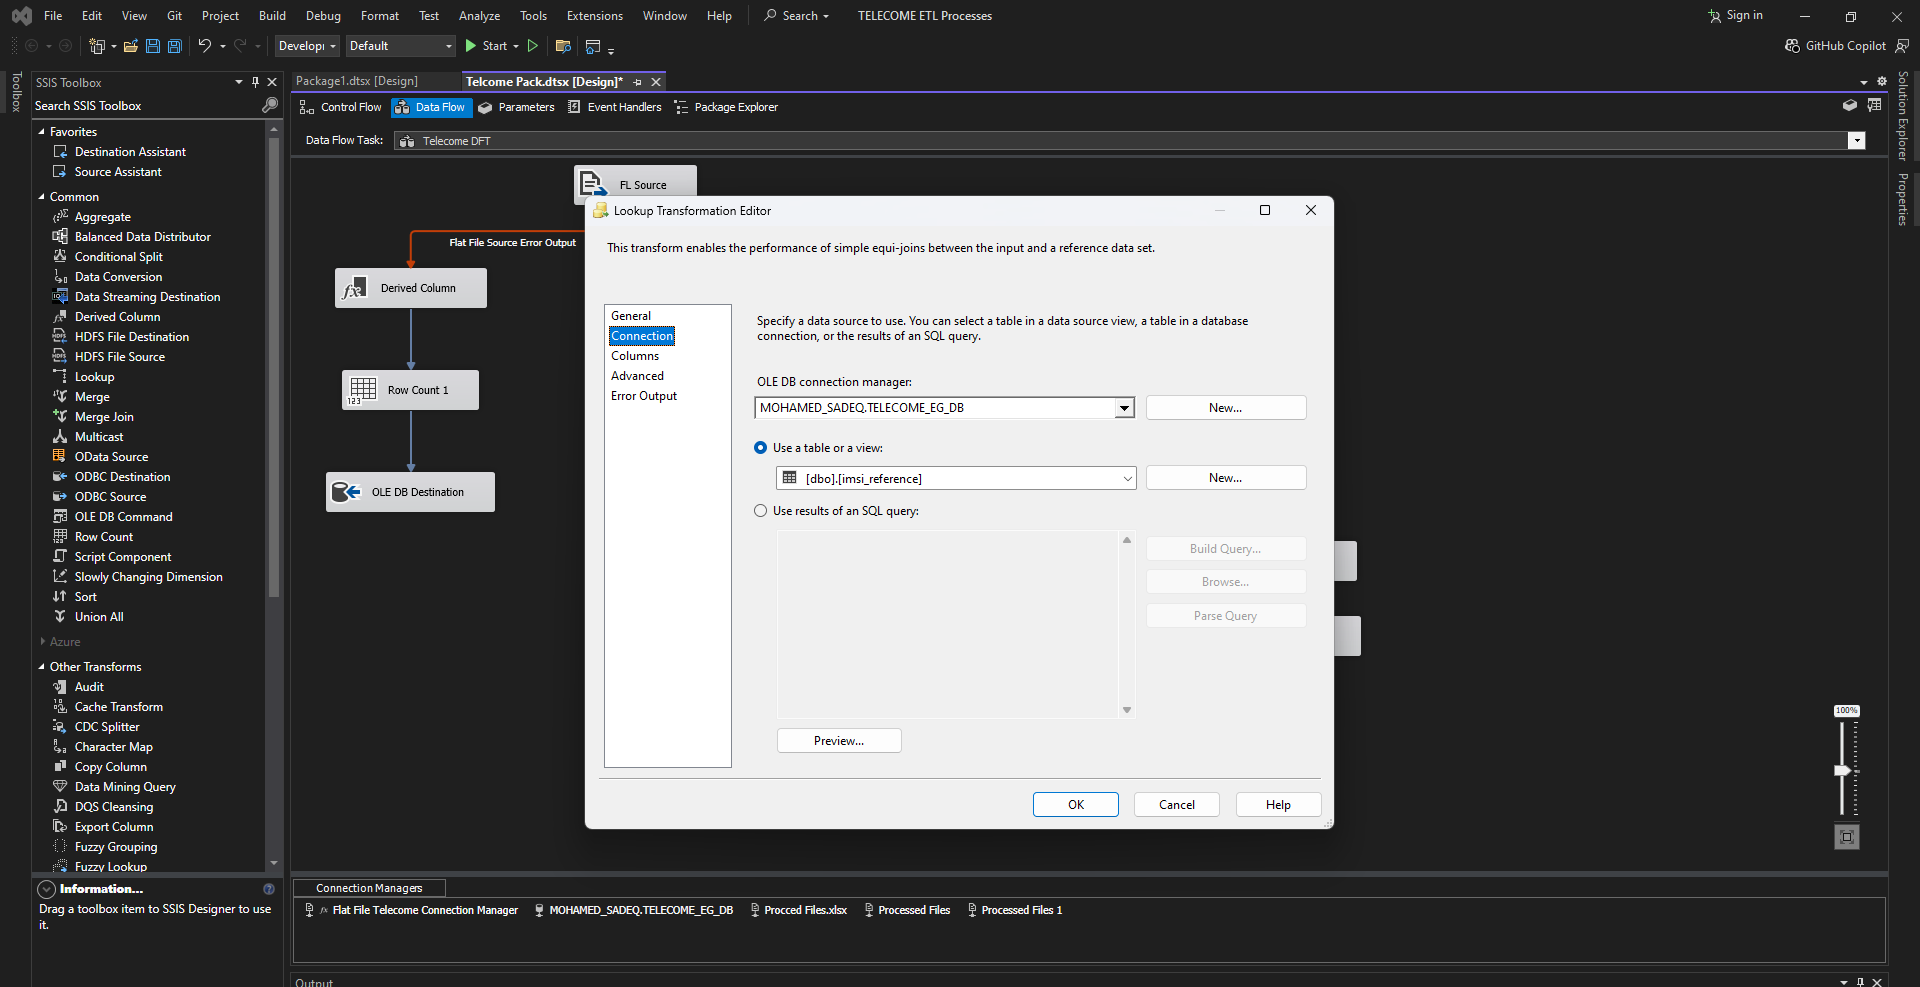 File Edit View Git Project Build Debug Format Test Analyze Tools Extensions Window Help Search TELECOME ETL Processes Sign in
Developı Default Start GitHub Copilot
Toolbox
SSIS Toolbox
Search SSIS Toolbox
Favorites
Destination Assistant
Source Assistant
Common
Aggregate
Balanced Data Distributor
Conditional Split
Data Conversion
Data Streaming Destination
Derived Column
HDFS File Destination
HDFS File Source
Lookup
Merge
Merge Join
Multicast
OData Source
ODBC Destination
ODBC Source
OLE DB Command
Row Count
Script Component
Slowly Changing Dimension
Sort
Union All
Azure
Other Transforms
Audit
Cache Transform
CDC Splitter
Character Map
Copy Column
Data Mining Query
DQS Cleansing
Export Column
Fuzzy Grouping
Fuzzy Lookup
Information...
Drag a toolbox item to SSIS Designer to use
it.
Package1.dtsx [Design] Telcome Pack.dtsx [Design]*
Control Flow Data Flow Parameters Event Handlers Package Explorer
Data Flow Task: Telecome DFT
FL Source
Flat File Source Error Output
Derived Column
Row Count 1
123
OLE DB Destination
Lookup Transformation Editor
This transform enables the performance of simple equi-joins between the input and a reference data set.
General
Connection
Columns
Advanced
Error Output
Specify a data source to use. You can select a table in a data source view, a table in a database
connection, or the results of an SQL query.
OLE DB connection manager:
MOHAMED_SADEQ.TELECOME_EG_DB New...
Use a table or a view:
[dbo].[imsi_reference] New...
Use results of an SQL query:
Build Query...
Browse...
Parse Query
Preview...
OK Cancel Help
100%
Connection Managers
Flat File Telecome Connection Manager MOHAMED_SADEQ.TELECOME_EG_DB Procced Files.xlsx Processed Files Processed Files 1
Output
Solution Explorer
Properties